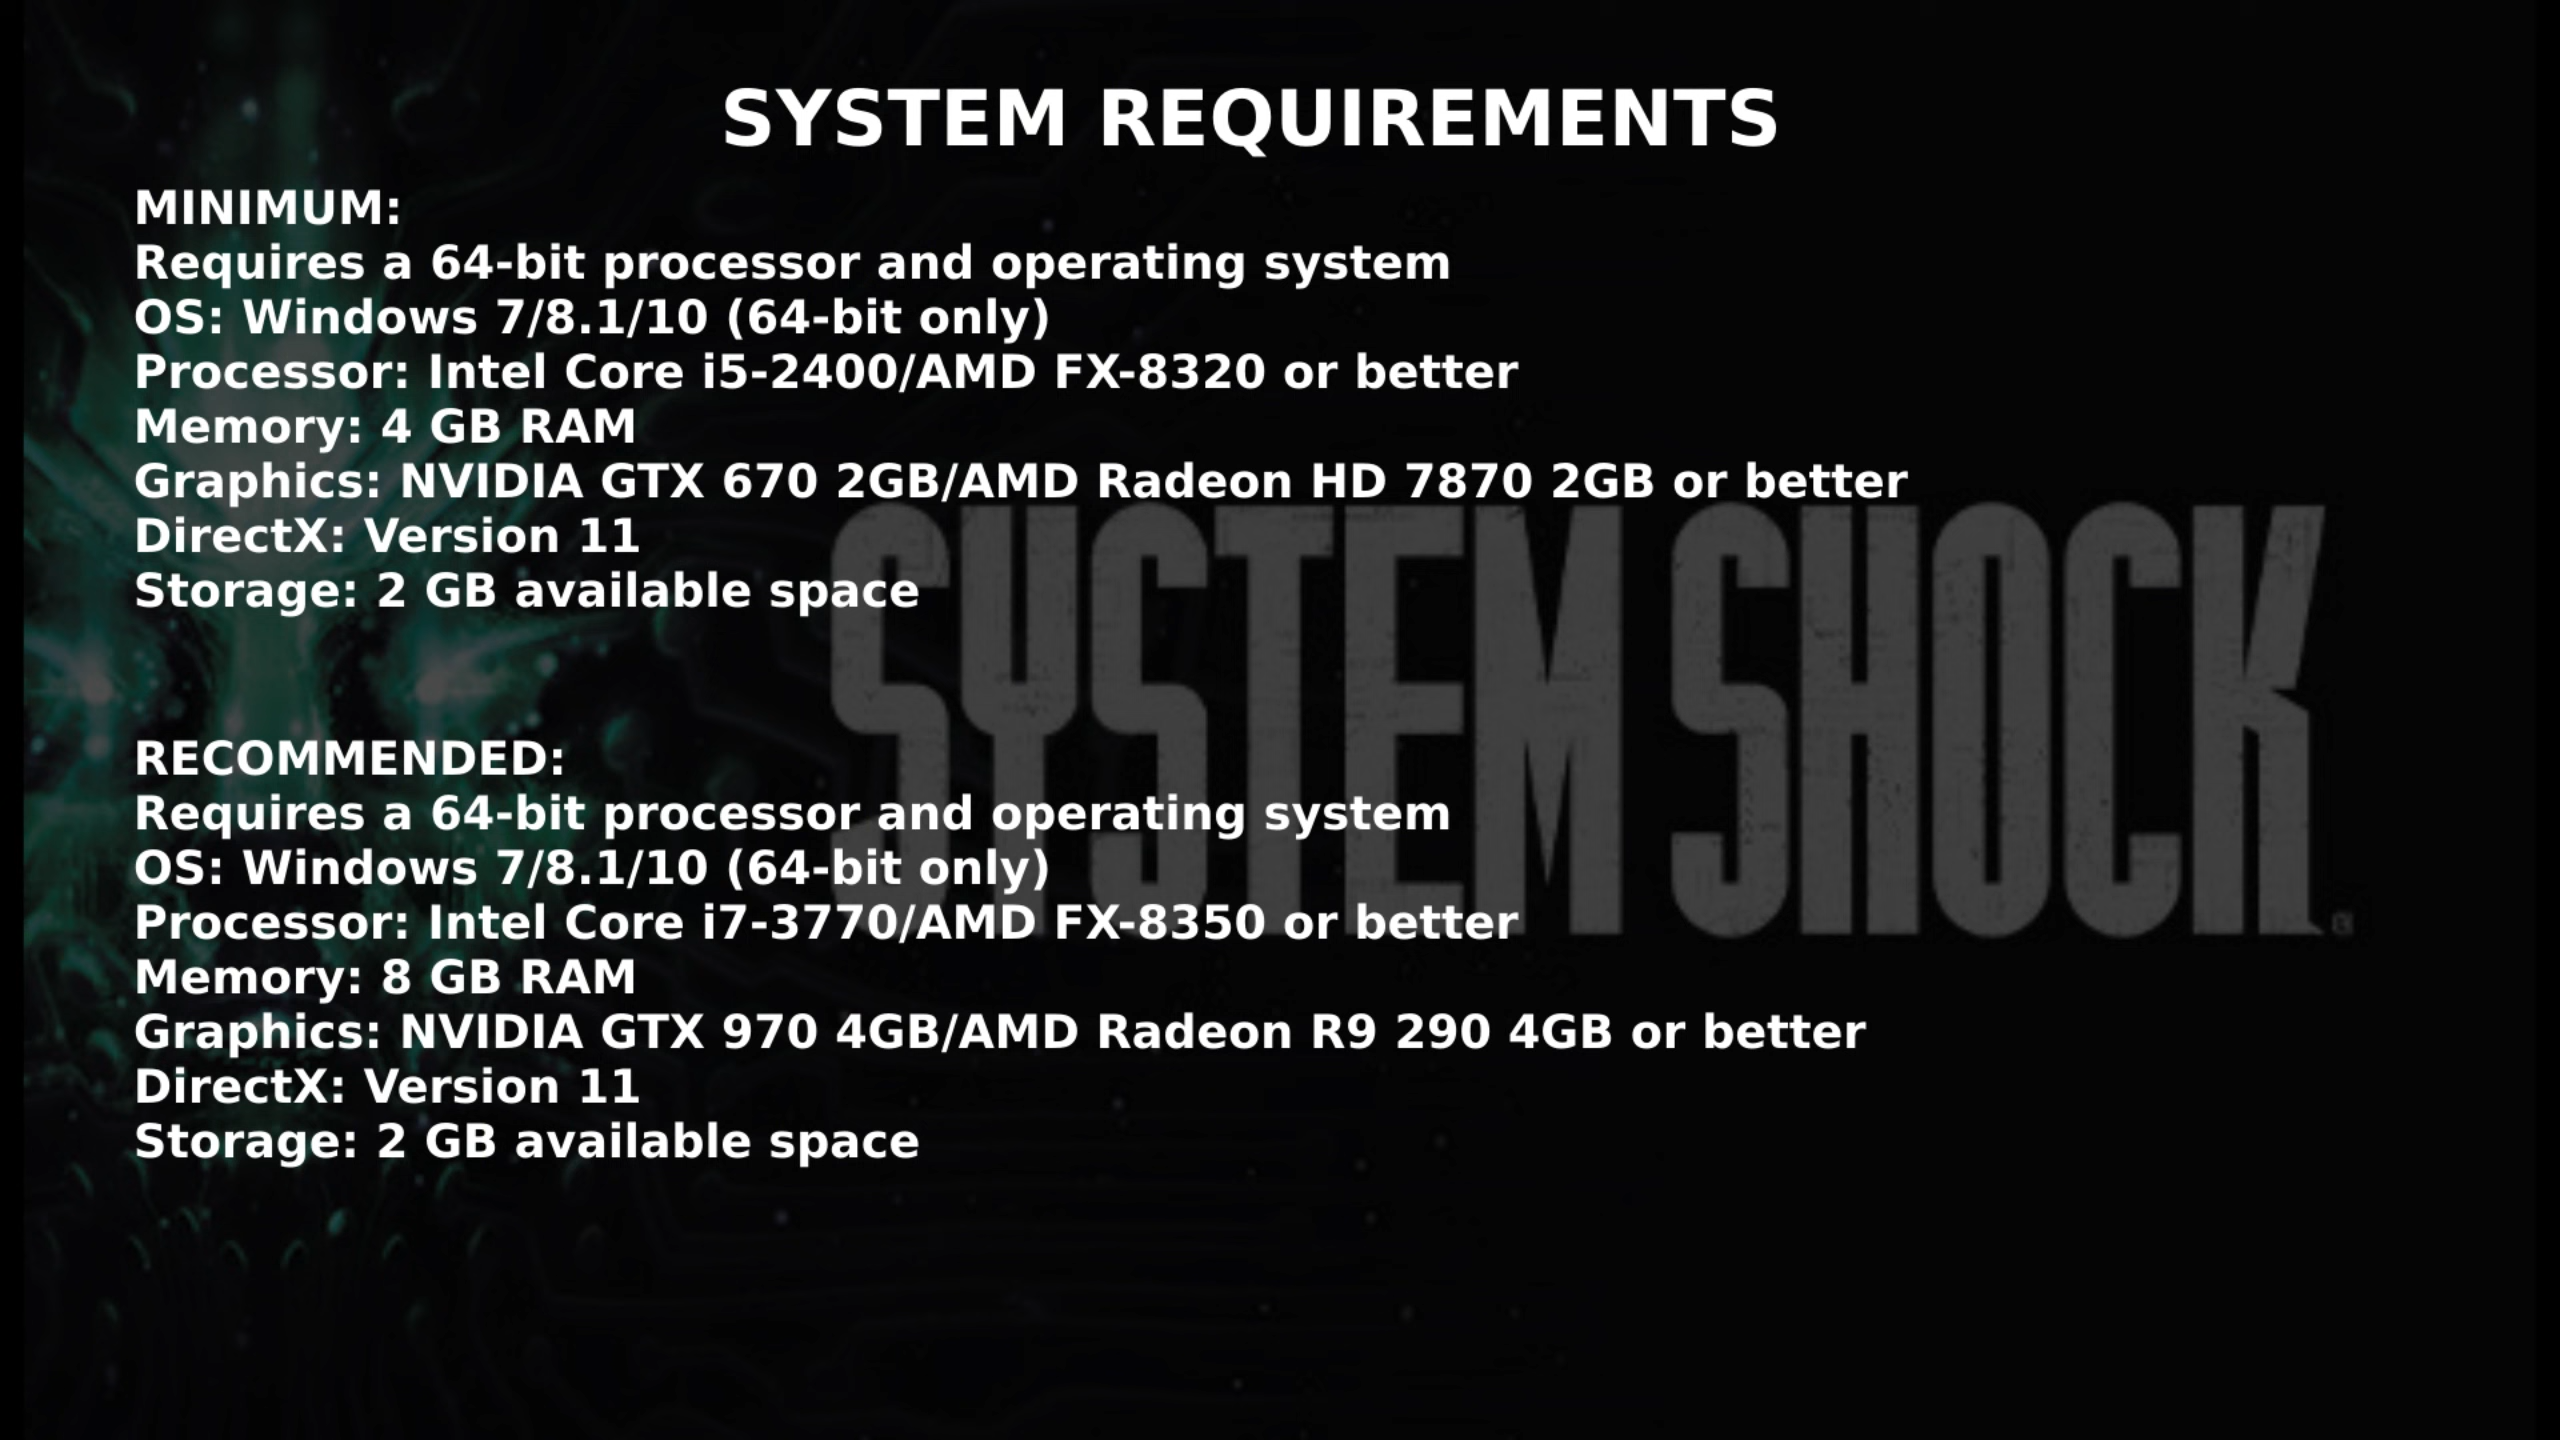 SYSTEM REQUIREMENTS
MINIMUM:
Requires a 64-bit processor and operating system
OS: Windows 7/8.1/10 (64-bit only)
Processor: Intel Core i5-2400/AMD FX-8320 or better
Memory: 4 GB RAM
Graphics: NVIDIA GTX 670 2GB/AMD Radeon HD 7870 2GB or better
DirectX: Version 11
Storage: 2 GB available space
SYSTEM SHOCK®
RECOMMENDED:
Requires a 64-bit processor and operating system
OS: Windows 7/8.1/10 (64-bit only)
Processor: Intel Core i7-3770/AMD FX-8350 or better
Memory: 8 GB RAM
Graphics: NVIDIA GTX 970 4GB/AMD Radeon R9 290 4GB or better
DirectX: Version 11
Storage: 2 GB available space